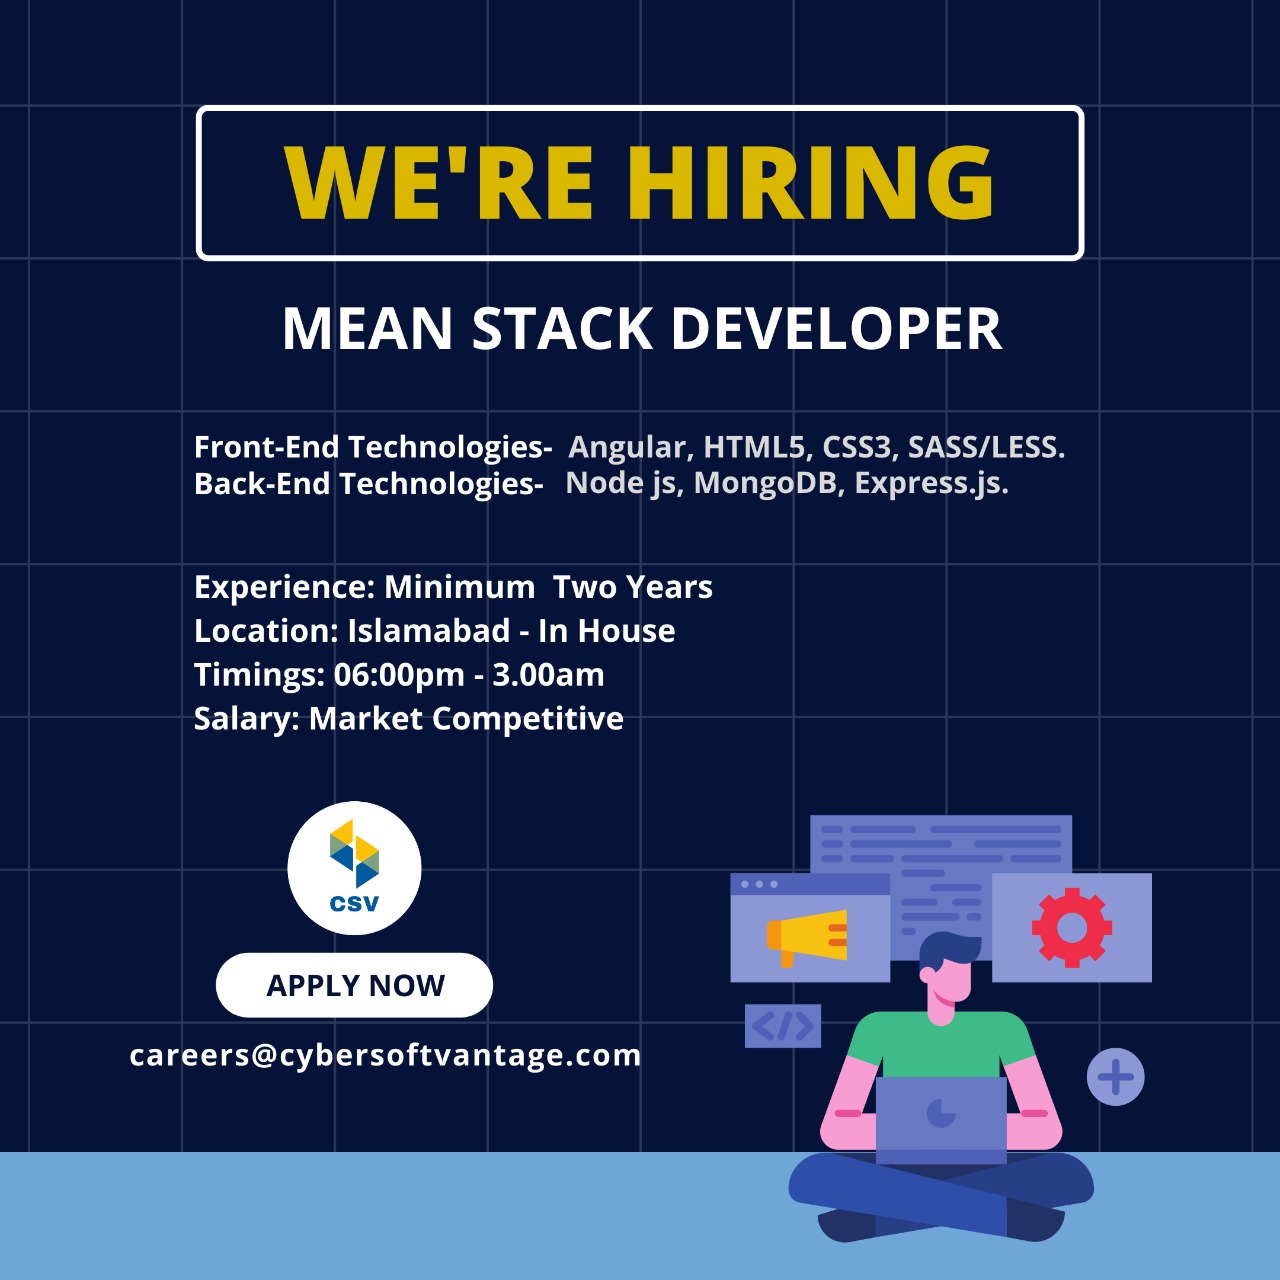 WE'RE HIRING
MEAN STACK DEVELOPER
Front-End Technologies- Angular, HTML5, CSS3, SASS/LESS.
Back-End Technologies- Node js, MongoDB, Express.js.
Experience: Minimum  Two Years
Location: Islamabad - In House
Timings: 06:00pm - 3.00am
Salary: Market Competitive
CSV
APPLY NOW
careers@cybersoftvantage.com
</>